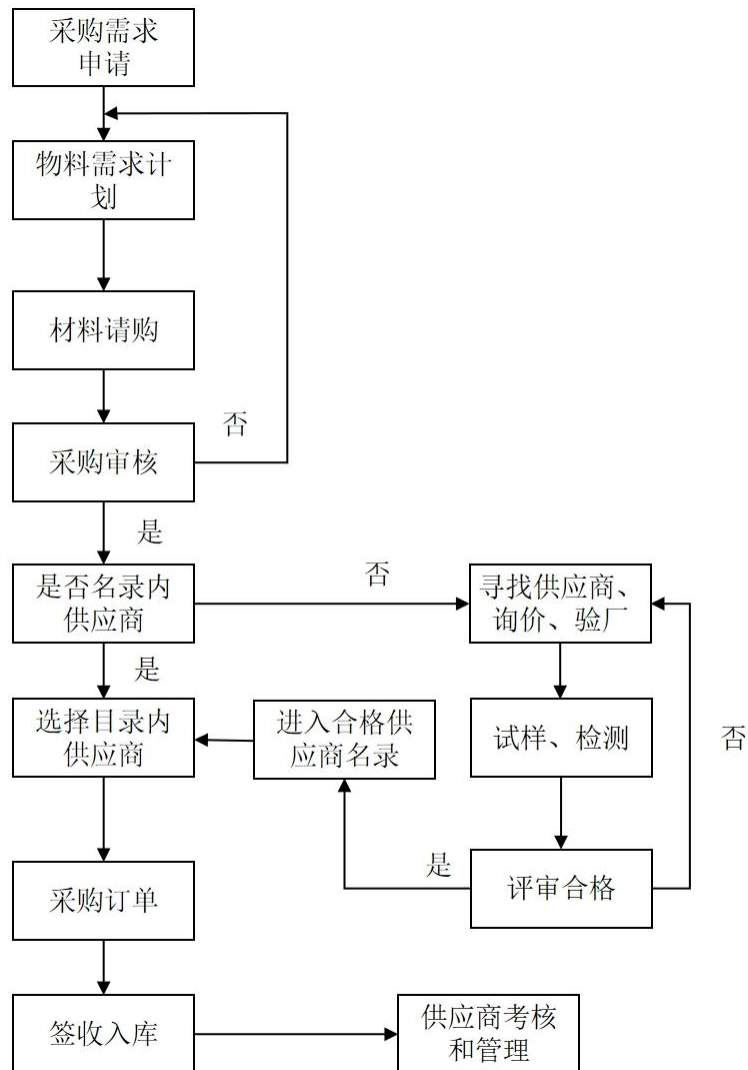 采购需求
申请
物料需求计
划
材料请购
否
采购审核
是
是否名录内
供应商
否
寻找供应商、
询价、验厂
是
选择目录内
供应商
进入合格供
应商名录
试样、检测
否
采购订单
是
评审合格
签收入库
供应商考核
和管理